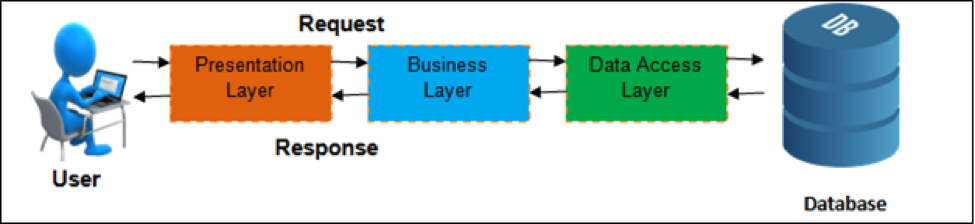 Request
Presentation
Layer
Business
Layer
Data Access
Layer
DB
Response
User
Database